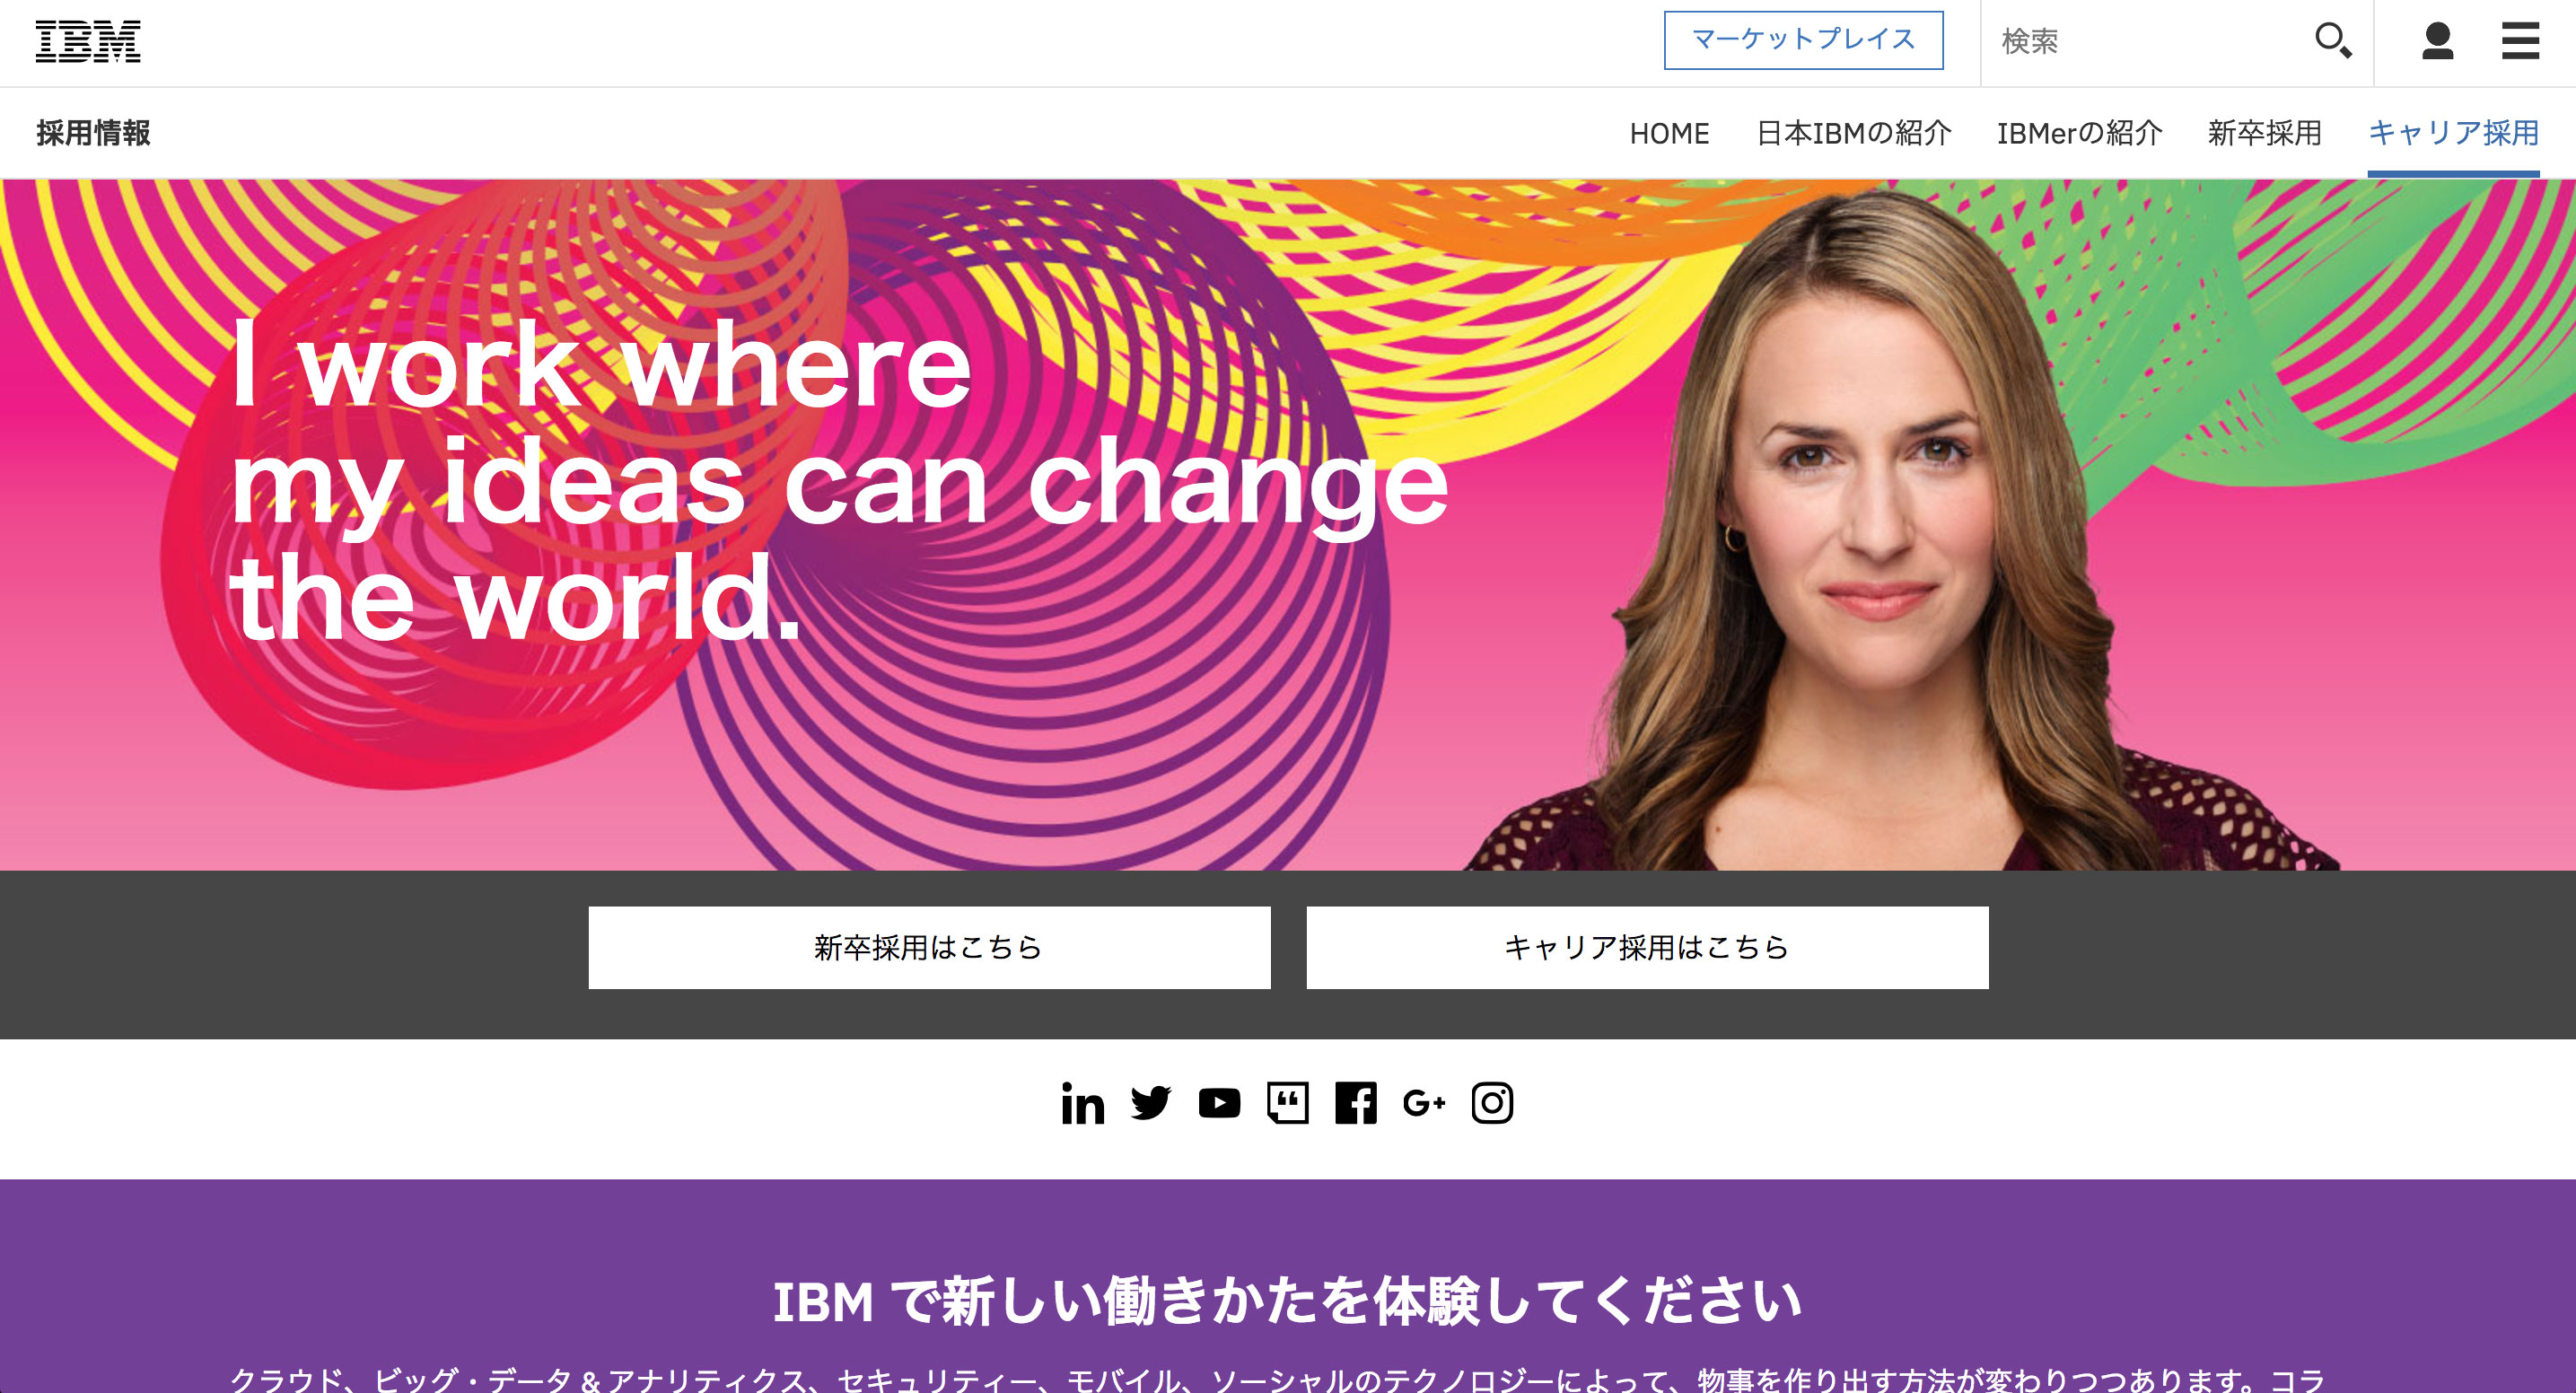 IBM
マーケットプレイス
検索
採用情報
HOME
日本IBMの紹介
IBMerの紹介
新卒採用
キャリア採用
I work where
my ideas can change
the world.
新卒採用はこちら
キャリア採用はこちら
in
G+
IBM で新しい働きかたを体験してください
クラウド、ビッグ・データ & アナリティクス、セキュリティー、モバイル、ソーシャルのテクノロジーによって、物事を作り出す方法が変わりつつあります。コラ